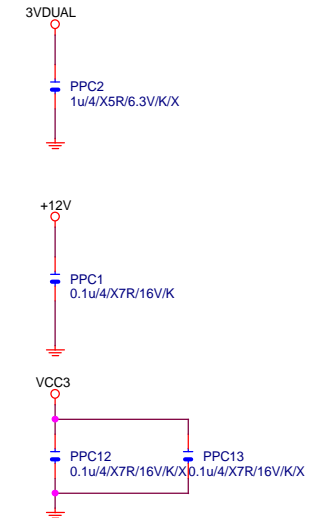 3VDUAL
PPC2
1u/4/X5R/6.3V/K/X
+12V
PPC1
0.1u/4/X7R/16V/K
VCC3
PPC12
0.1u/4/X7R/16V/K/X
PPC13
0.1u/4/X7R/16V/K/X